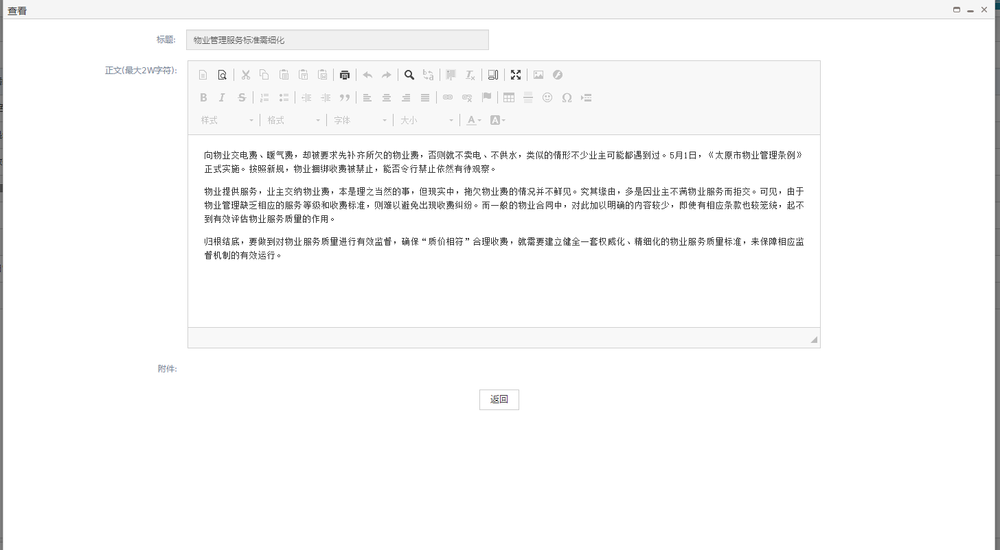 查看
标题:
物业管理服务标准需细化
正文(最大2W字符):
样式
格式
字体
大小
向物业交电费、暖气费，却被要求先补齐所欠的物业费，否则就不卖电、不供水，类似的情形不少业主可能都遇到过。5月1日，《太原市物业管理条例》
正式实施。按照新规，物业捆绑收费被禁止，能否令行禁止依然有待观察。
物业提供服务，业主交纳物业费，本是理之当然的事，但现实中，拖欠物业费的情况并不鲜见。究其缘由，多是因业主不满物业服务而拒交。可见，由于
物业管理缺乏相应的服务等级和收费标准，则难以避免出现收费纠纷。而一般的物业合同中，对此加以明确的内容较少，即使有相应条款也较笼统，起不
到有效评估物业服务质量的作用。
归根结底，要做到对物业服务质量进行有效监督，确保“质价相符”合理收费，就需要建立健全一套权威化、精细化的物业服务质量标准，来保障相应监
督机制的有效运行。
附件:
返回